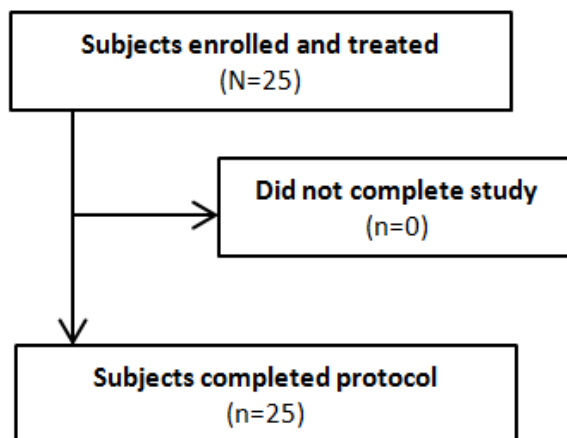 Subjects enrolled and treated
(N=25)
Did not complete study
(n=0)
Subjects completed protocol
(n=25)